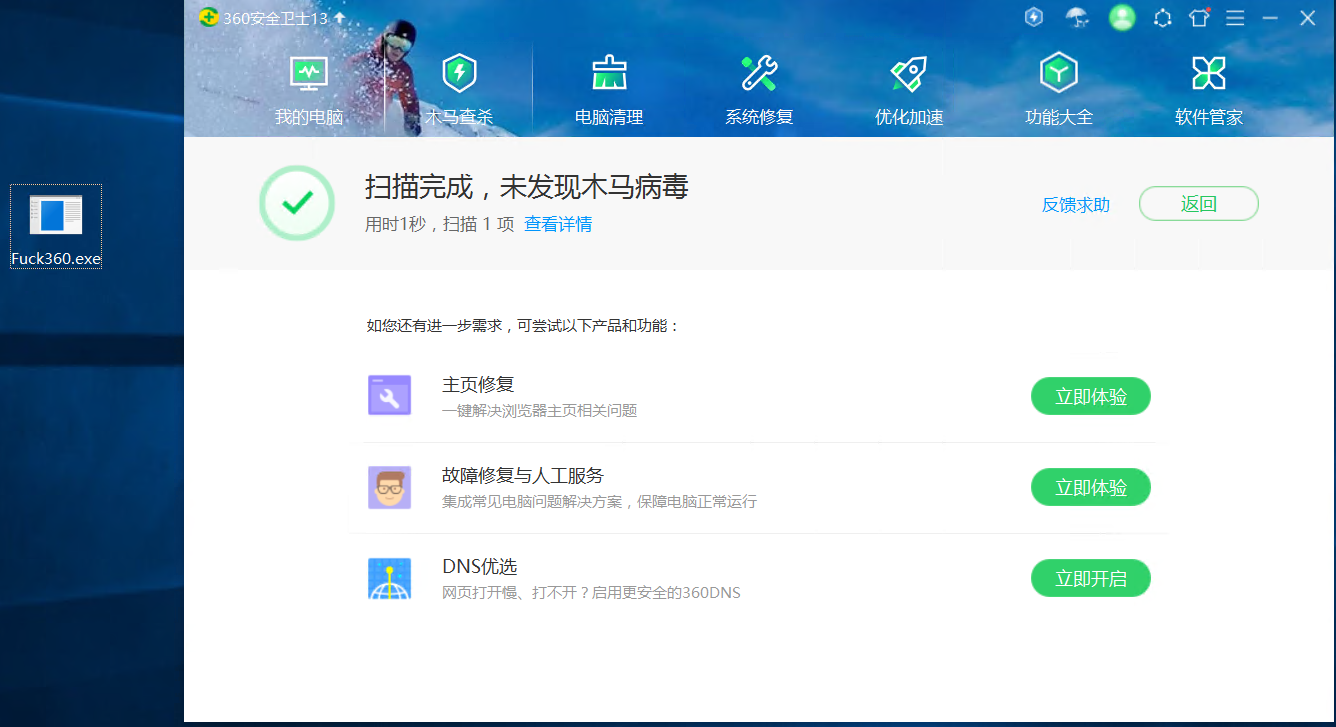 360安全卫士13
我的电脑
木马查杀
电脑清理
系统修复
优化加速
功能大全
软件管家
扫描完成，未发现木马病毒
用时1秒，扫描 1 项 查看详情
反馈求助
返回
Fuck360.exe
如您还有进一步需求，可尝试以下产品和功能：
主页修复
一键解决浏览器主页相关问题
立即体验
故障修复与人工服务
集成常见电脑问题解决方案，保障电脑正常运行
立即体验
DNS优选
网页打开慢、打不开？启用更安全的360DNS
立即开启